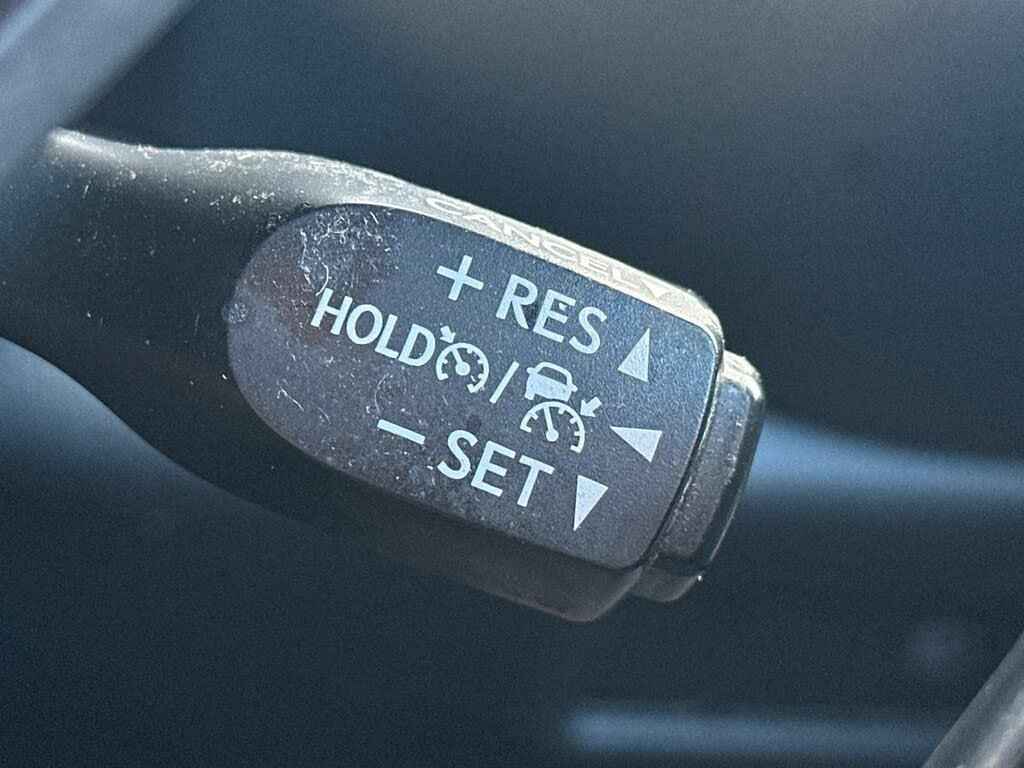 CANCEL
+ RES
HOLD /
− SET